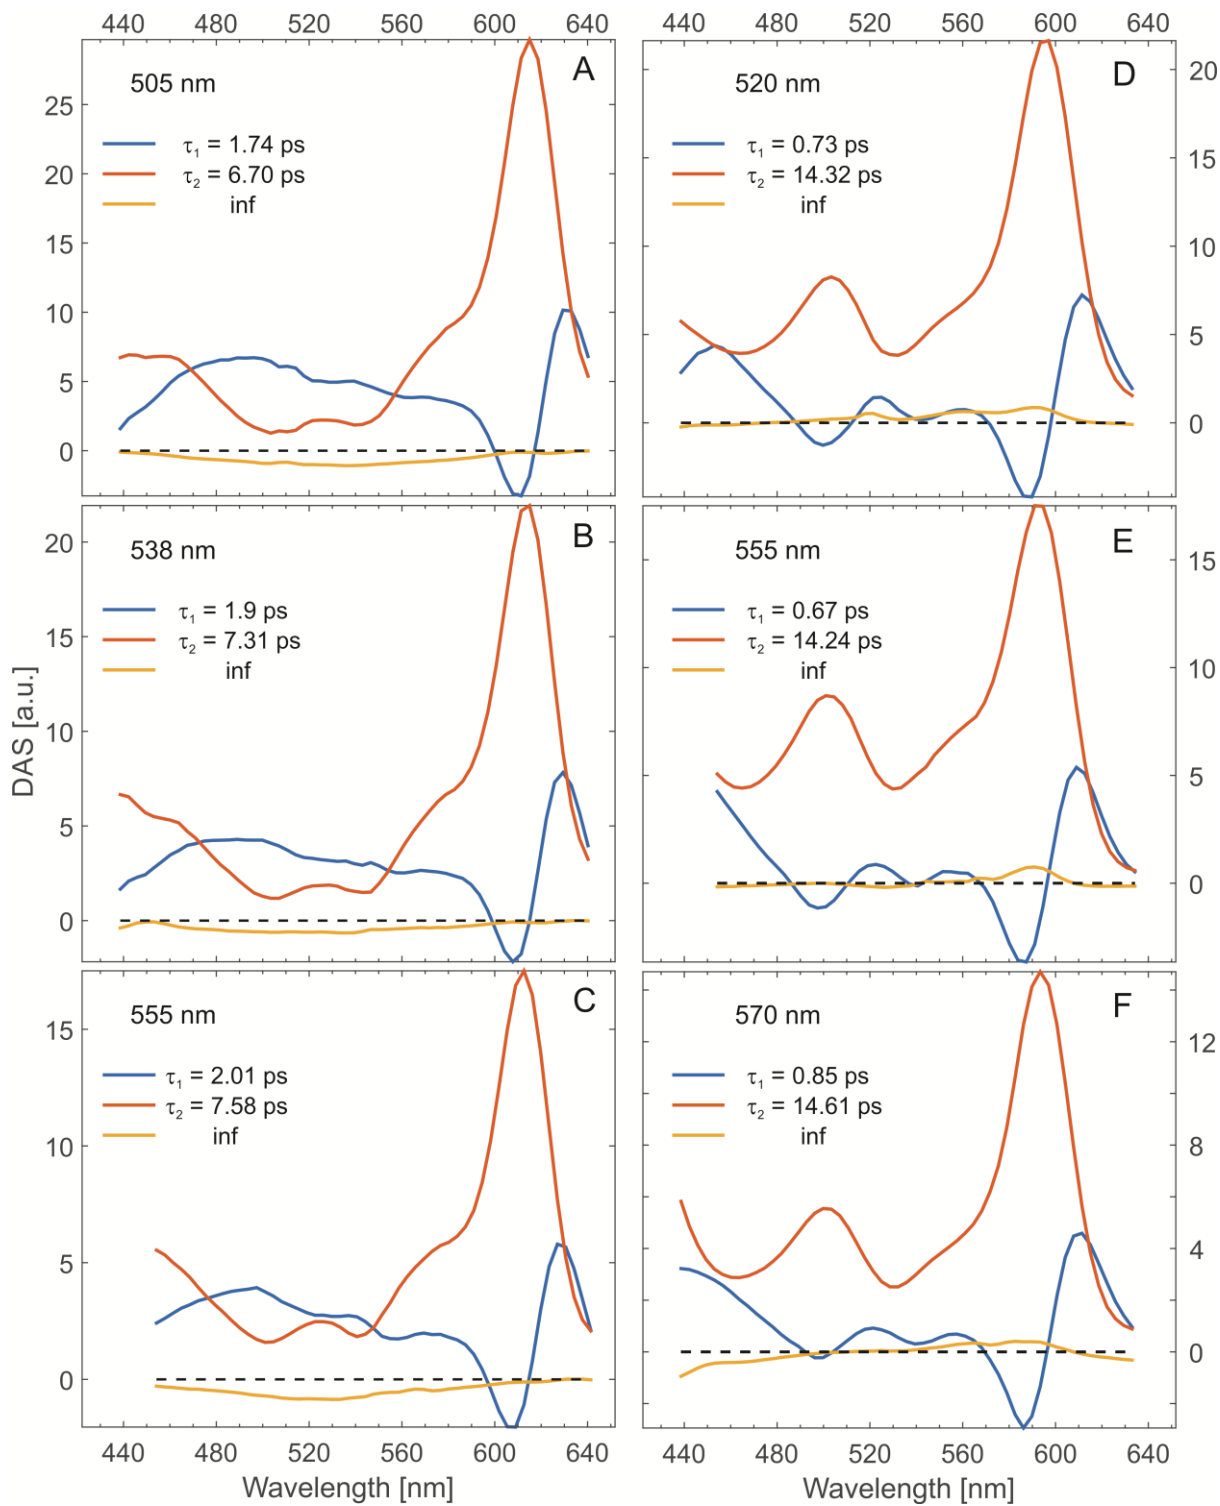 440 480 520 560 600 640
440 480 520 560 600 640
A
505 nm
τ1 = 1.74 ps
τ2 = 6.70 ps
inf
25
20
15
10
5
0
D
520 nm
τ1 = 0.73 ps
τ2 = 14.32 ps
inf
20
15
10
5
0
B
538 nm
τ1 = 1.9 ps
τ2 = 7.31 ps
inf
20
15
10
5
0
E
555 nm
τ1 = 0.67 ps
τ2 = 14.24 ps
inf
15
10
5
0
DAS [a.u.]
C
555 nm
τ1 = 2.01 ps
τ2 = 7.58 ps
inf
15
10
5
0
F
570 nm
τ1 = 0.85 ps
τ2 = 14.61 ps
inf
12
8
4
0
440 480 520 560 600 640
440 480 520 560 600 640
Wavelength [nm]
Wavelength [nm]